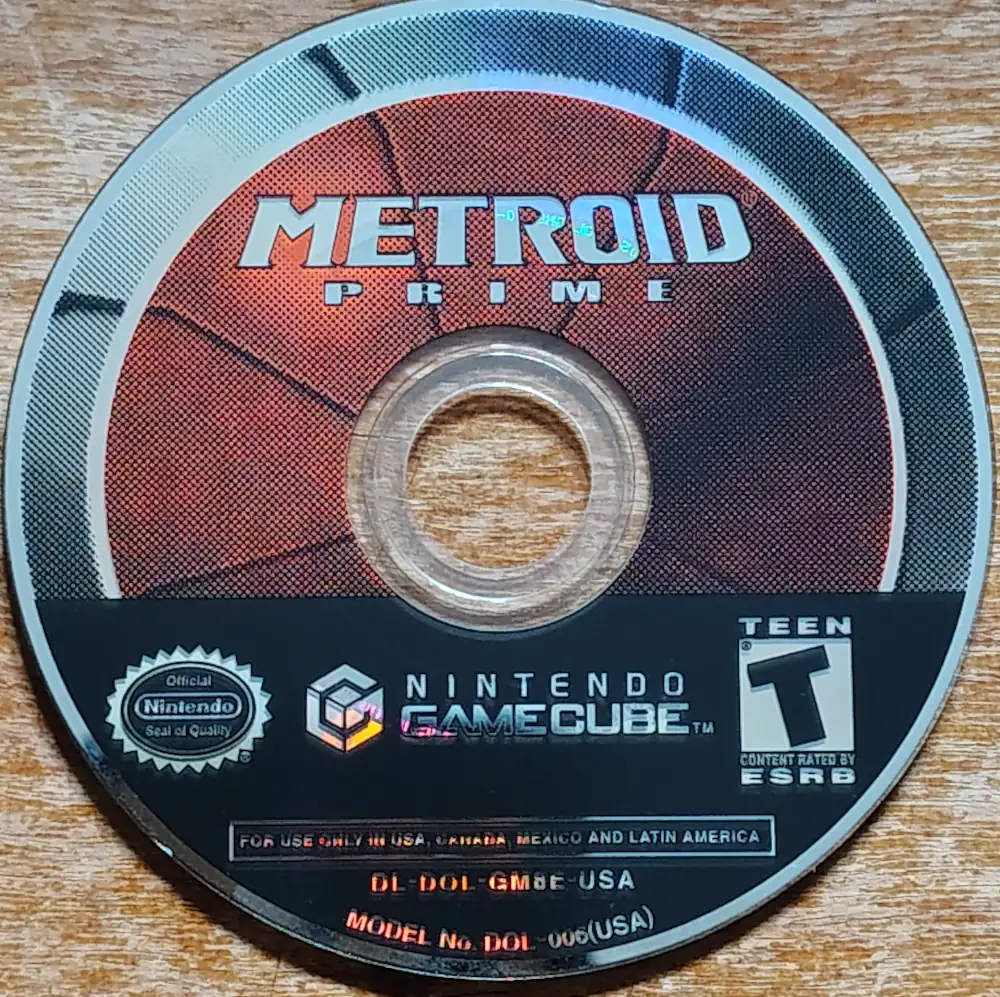 METROID®
PRIME
TEEN
T
CONTENT RATED BY
ESRB
Official
Nintendo
Seal of Quality
NINTENDO
GAMECUBE™
FOR USE ONLY IN USA, CANADA, MEXICO AND LATIN AMERICA
DL-DOL-GM8E-USA
MODEL No. DOL-006(USA)